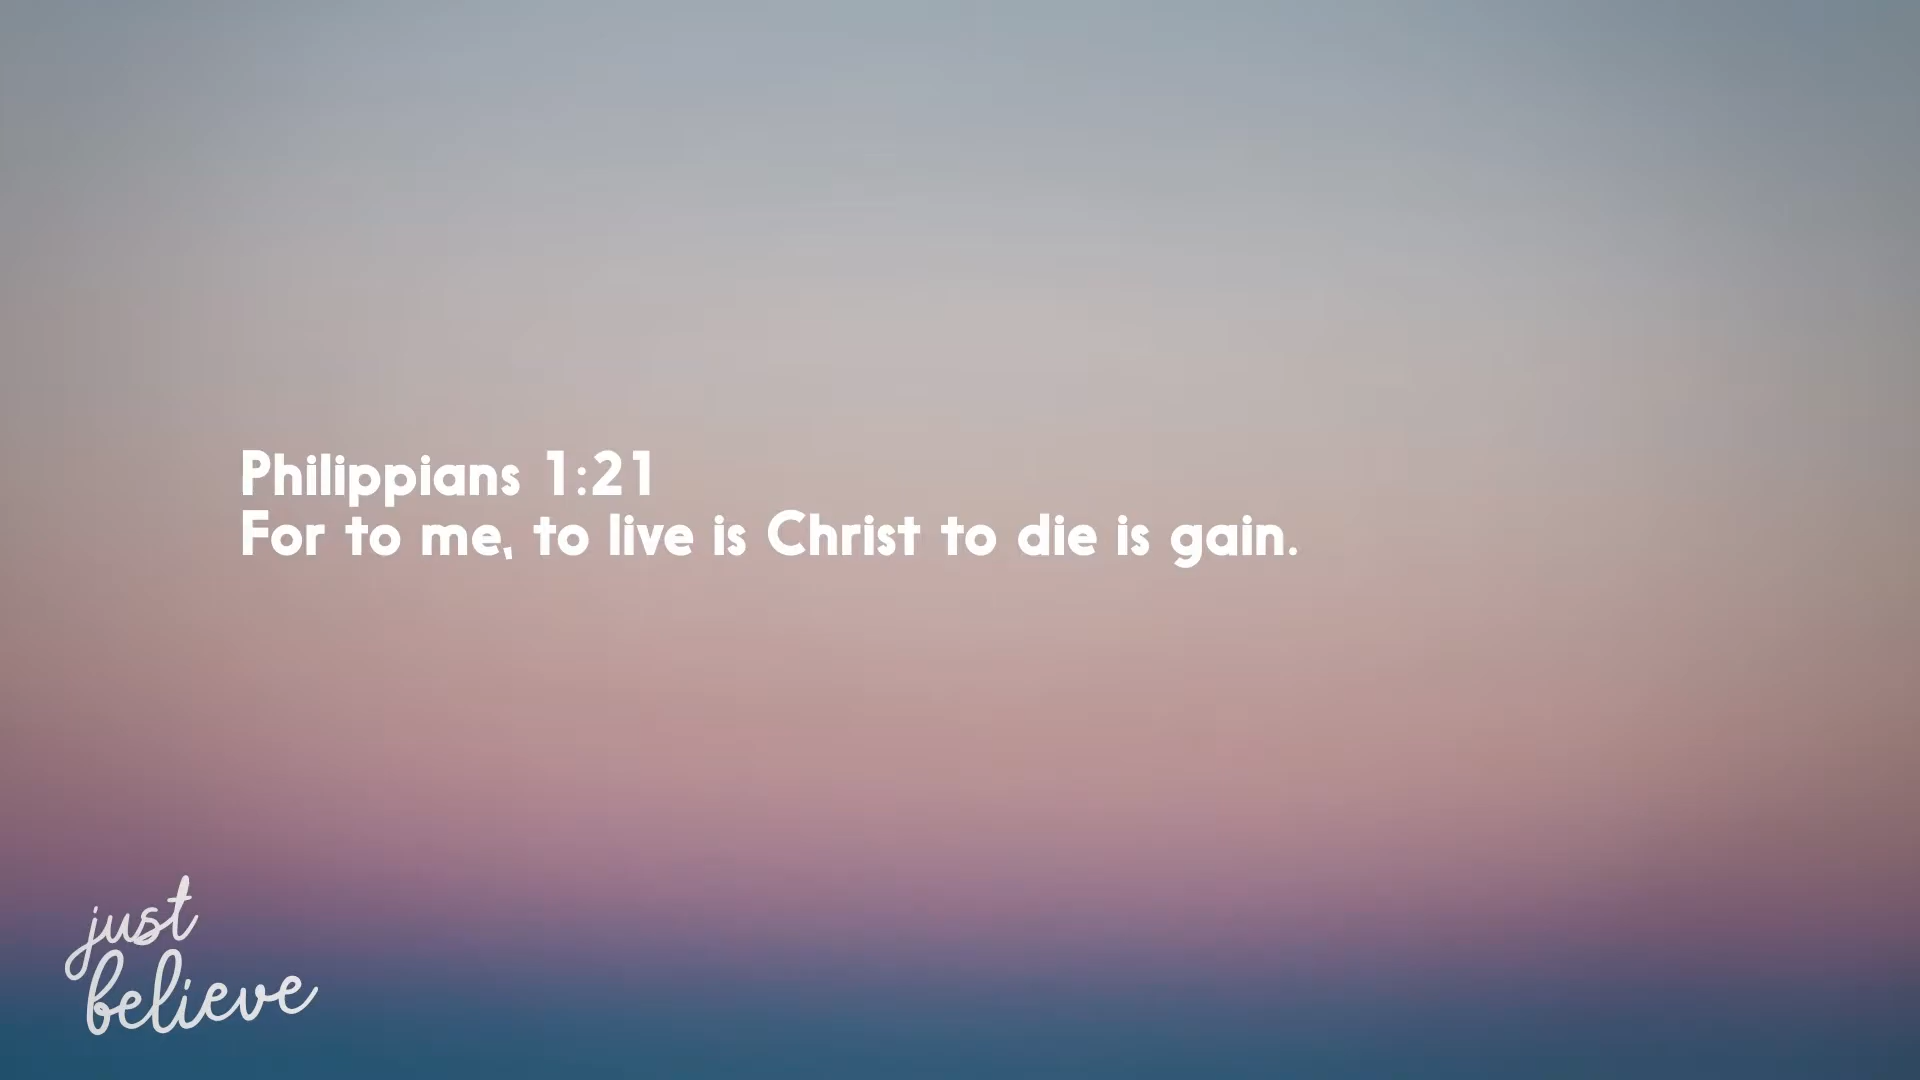 Philippians 1:21
For to me, to live is Christ to die is gain.
just
believe